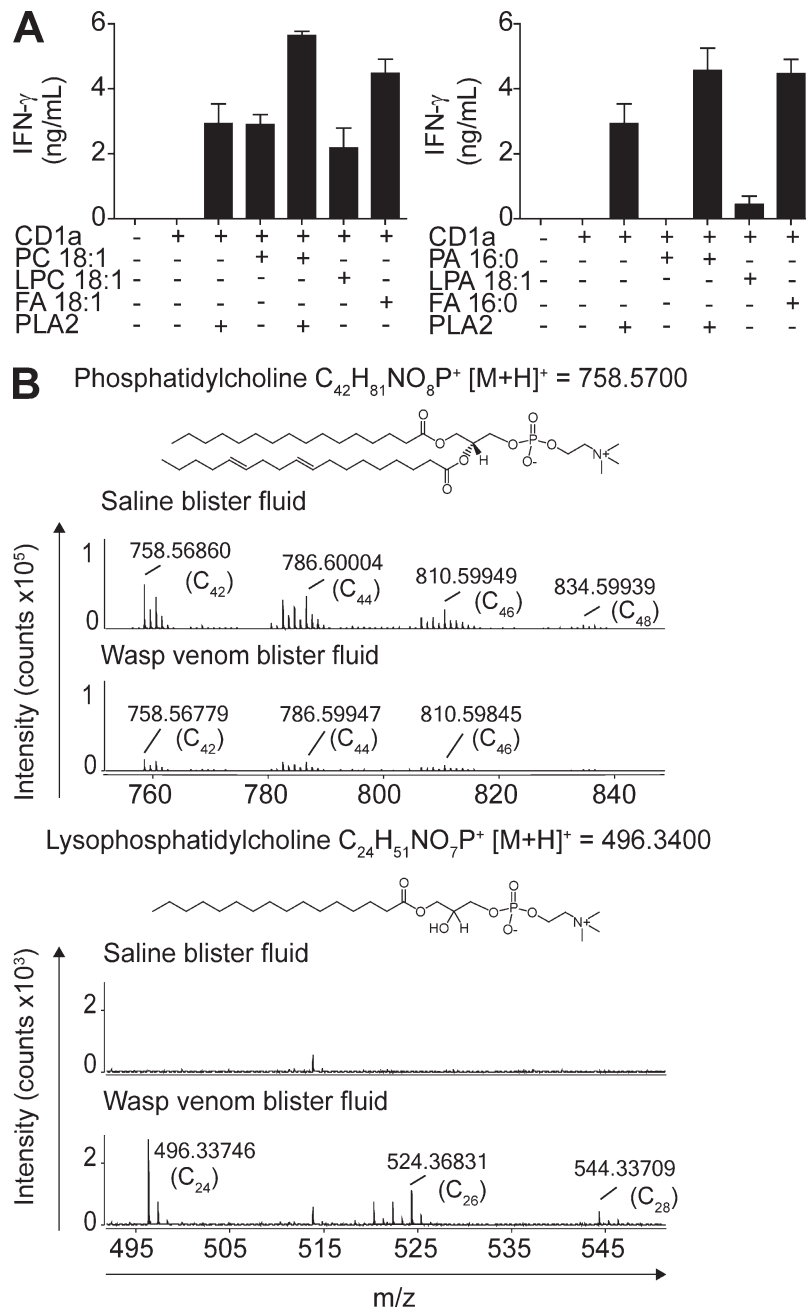 A
6
4
2
0
IFN-γ
(ng/mL)
CD1a - + + + + + +
PC 18:1 - - - + + - -
LPC 18:1 - - - - - + -
FA 18:1 - - - - - - +
PLA2 - - + - + - -
6
4
2
0
IFN-γ
(ng/mL)
CD1a - + + + + + +
PA 16:0 - - - + + - -
LPA 18:1 - - - - - + -
FA 16:0 - - - - - - +
PLA2 - - + - + - -
B
Phosphatidylcholine C₄₂H₈₁NO₈P⁺ [M+H]⁺ = 758.5700
O
O
O
O
H
O
P
O
O-
O
N+
Saline blister fluid
Intensity (counts x10⁵)
1
0
758.56860
(C₄₂)
786.60004
(C₄₄)
810.59949
(C₄₆)
834.59939
(C₄₈)
Wasp venom blister fluid
1
0
758.56779
(C₄₂)
786.59947
(C₄₄)
810.59845
(C₄₆)
760 780 800 820 840
Lysophosphatidylcholine C₂₄H₅₁NO₇P⁺ [M+H]⁺ = 496.3400
O
O
HO H
O
P
O
O-
O
N+
Saline blister fluid
Intensity (counts x10³)
2
0
Wasp venom blister fluid
2
0
496.33746
(C₂₄)
524.36831
(C₂₆)
544.33709
(C₂₈)
495 505 515 525 535 545
m/z